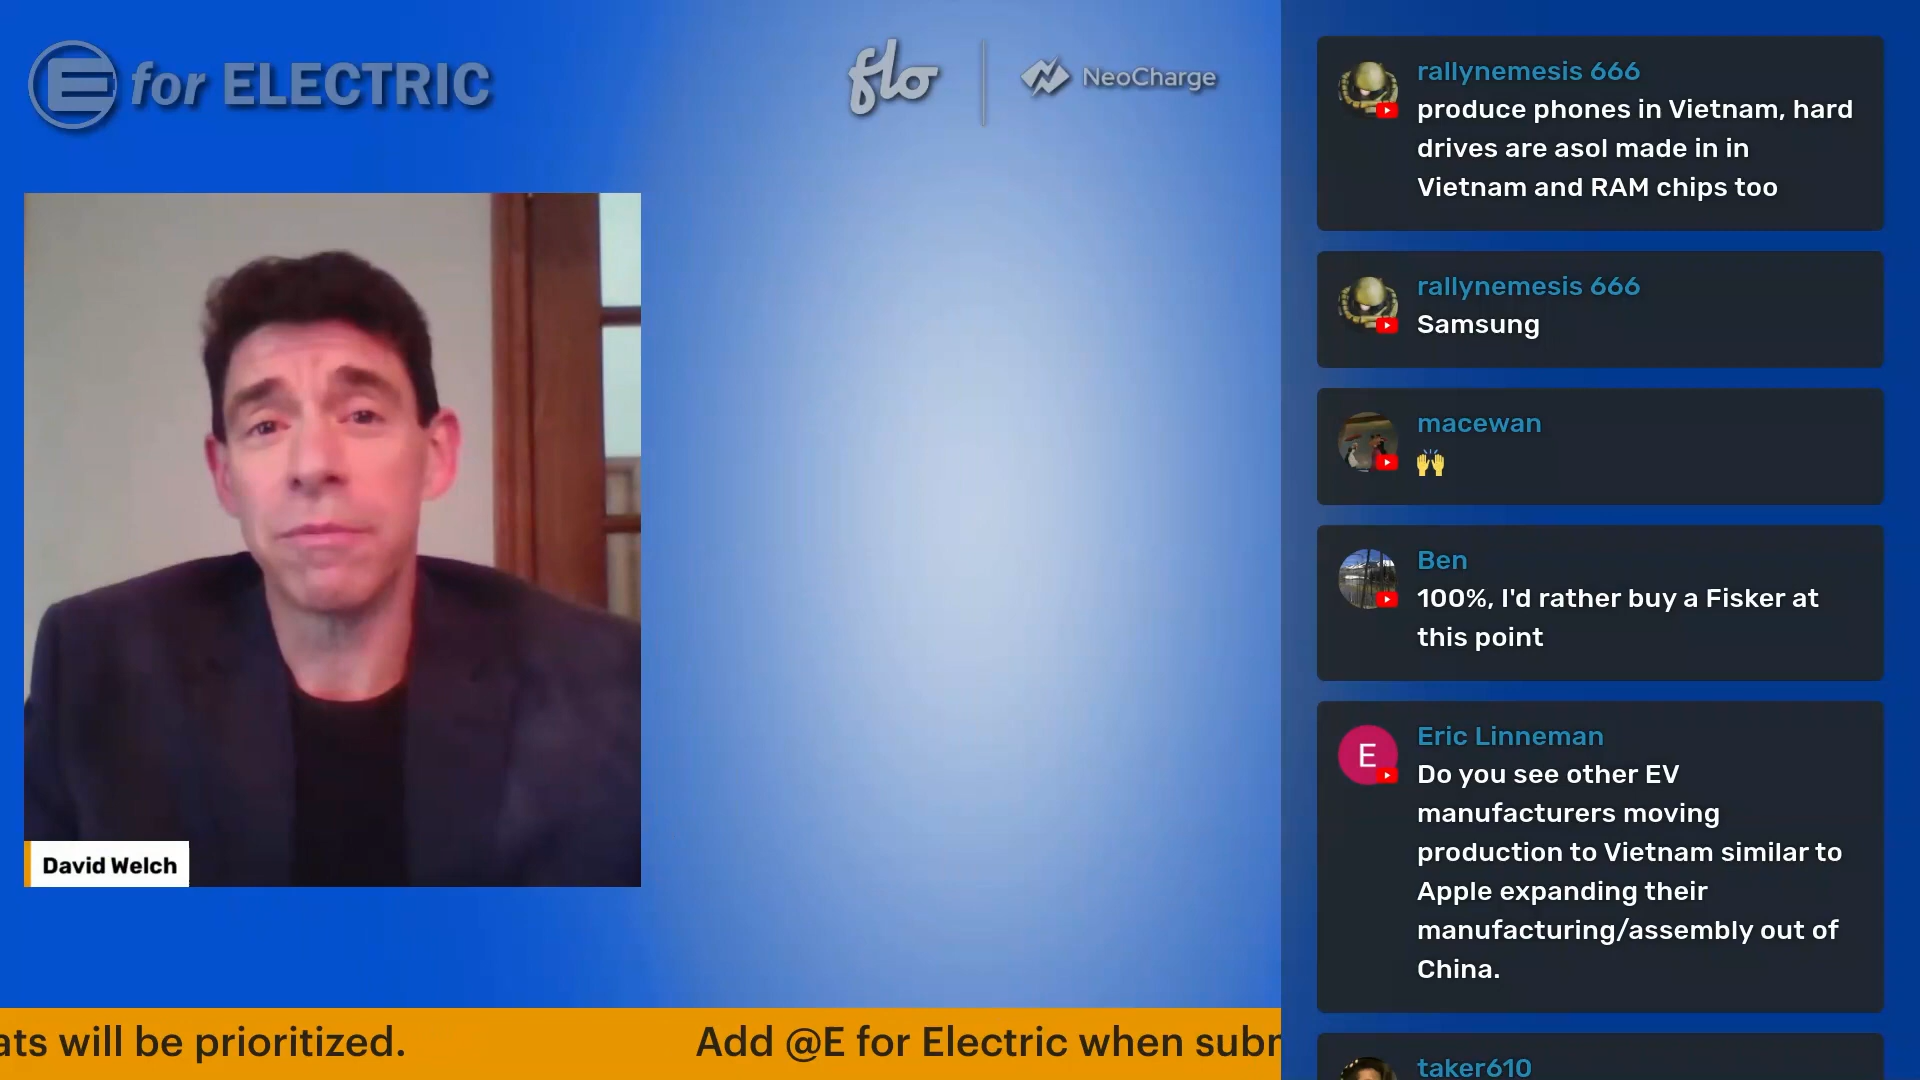 E for ELECTRIC
flo
NeoCharge
David Welch
ats will be prioritized.
Add @E for Electric when subm
rallynemesis 666
produce phones in Vietnam, hard
drives are asol made in in
Vietnam and RAM chips too
rallynemesis 666
Samsung
macewan
🙌
Ben
100%, I'd rather buy a Fisker at
this point
E
Eric Linneman
Do you see other EV
manufacturers moving
production to Vietnam similar to
Apple expanding their
manufacturing/assembly out of
China.
taker610